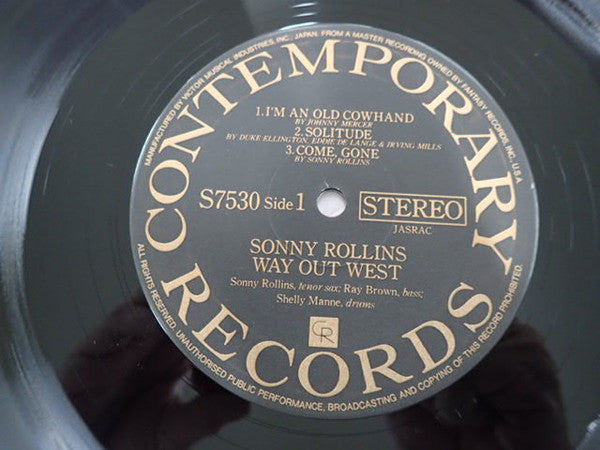 MANUFACTURED BY VICTOR MUSICAL INDUSTRIES, INC., JAPAN. FROM A MASTER RECORDING OWNED BY FANTASY RECORDS, INC. U.S.A.
CONTEMPORARY
1.I'M AN OLD COWHAND
BY JOHNNY MERCER
2. SOLITUDE
BY DUKE ELLINGTON, EDDIE DE LANGE & IRVING MILLS
3. COME, GONE
BY SONNY ROLLINS
S7530 Side 1
STEREO
JASRAC
SONNY ROLLINS
WAY OUT WEST
Sonny Rollins, tenor sax; Ray Brown, bass;
Shelly Manne, drums
CR
RECORDS
ALL RIGHTS RESERVED. UNAUTHORISED PUBLIC PERFORMANCE, BROADCASTING AND COPYING OF THIS RECORD PROHIBITED.